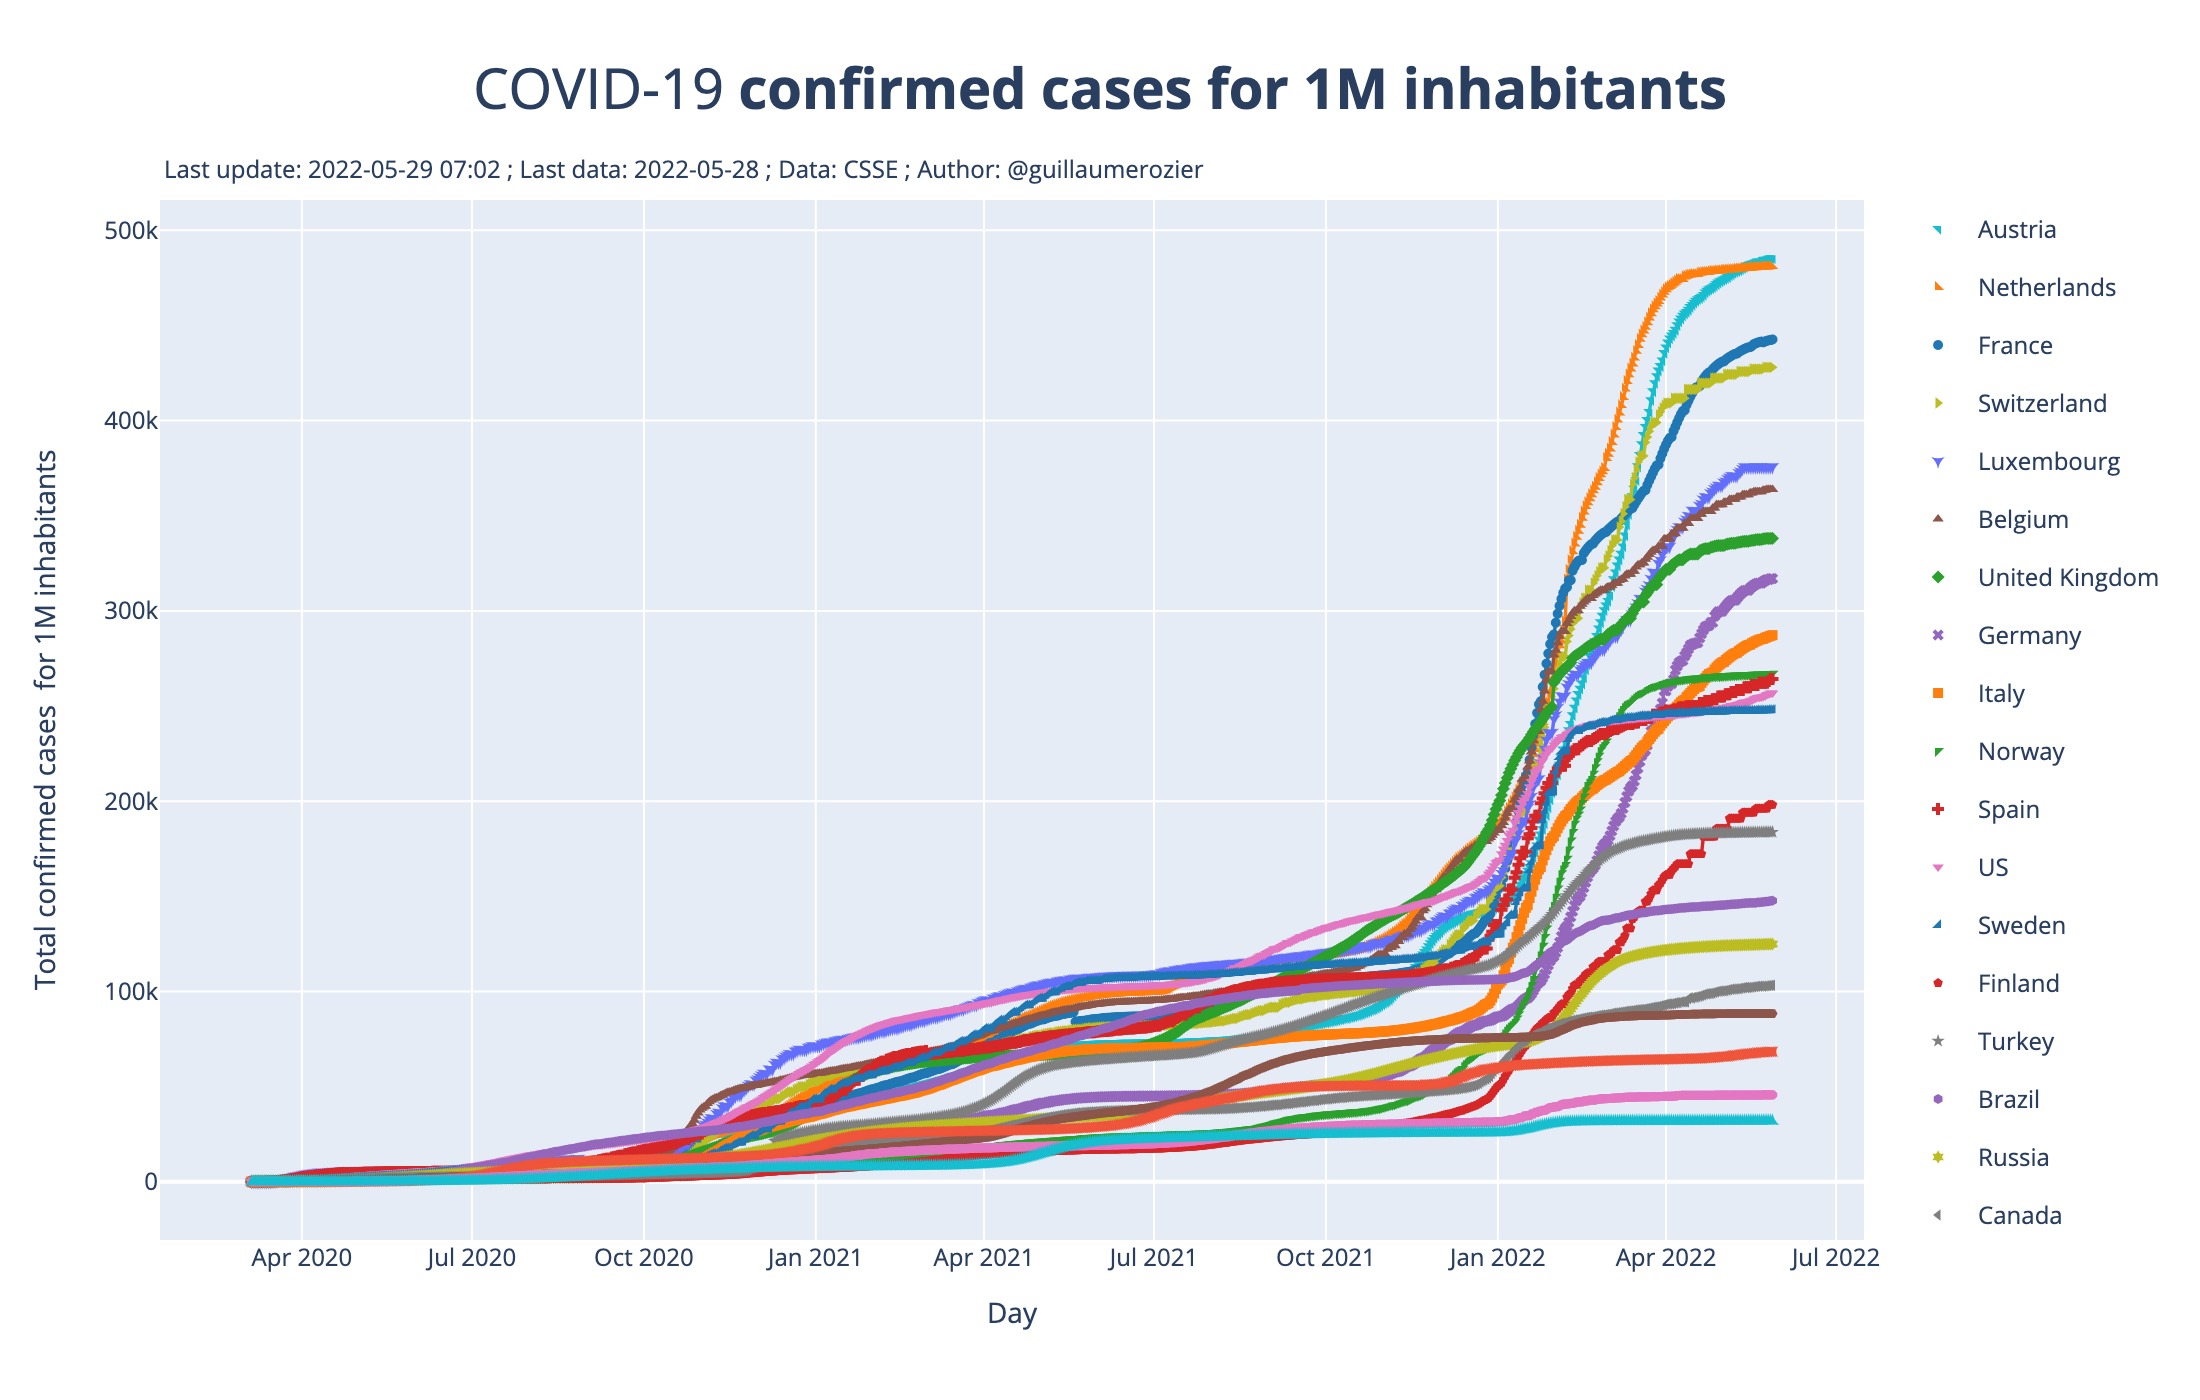 COVID-19 confirmed cases for 1M inhabitants
Last update: 2022-05-29 07:02 ; Last data: 2022-05-28 ; Data: CSSE ; Author: @guillaumerozier
Total confirmed cases for 1M inhabitants
500k
400k
300k
200k
100k
0
Apr 2020
Jul 2020
Oct 2020
Jan 2021
Apr 2021
Jul 2021
Oct 2021
Jan 2022
Apr 2022
Jul 2022
Day
Austria
Netherlands
France
Switzerland
Luxembourg
Belgium
United Kingdom
Germany
Italy
Norway
Spain
US
Sweden
Finland
Turkey
Brazil
Russia
Canada